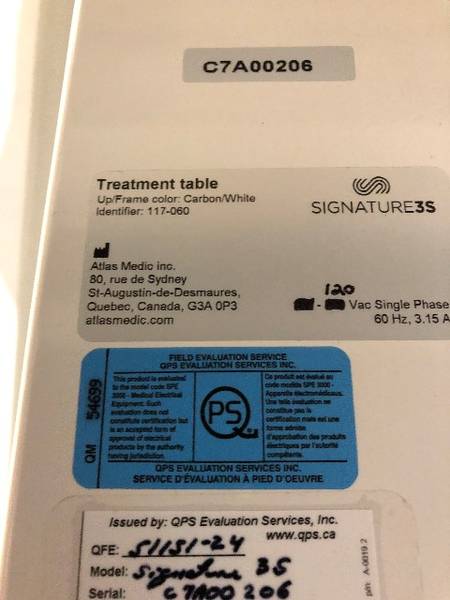 C7A00206
Treatment table
Up/Frame color: Carbon/White
Identifier: 117-060
SIGNATURE3S
Atlas Medic inc.
80, rue de Sydney
St-Augustin-de-Desmaures,
Quebec, Canada, G3A 0P3
atlasmedic.com
120
- Vac Single Phase
60 Hz, 3.15 A
FIELD EVALUATION SERVICE
QPS EVALUATION SERVICES INC.
QM 54699
This product is evaluated
to the model code SPE
3000 - Medical Electrical
Equipment. Such
evaluation does not
constitute certification but
is an accepted form of
approval of electrical
products by the authority
having jurisdiction.
PS
Ce produit est évalué au
code modèle SPE 3000 -
Appareils électromédicaux.
Une telle évaluation ne
constitue pas la
certification mais est une
forme admise
d'approbation des produits
électriques par l'autorité
compétente.
QPS EVALUATION SERVICES INC.
SERVICE D'ÉVALUATION À PIED D'OEUVRE
Issued by: QPS Evaluation Services, Inc.
www.qps.ca
QFE: 51151-24
Model: Signature 3S
Serial: C7A00206
p/n: A-0019.2